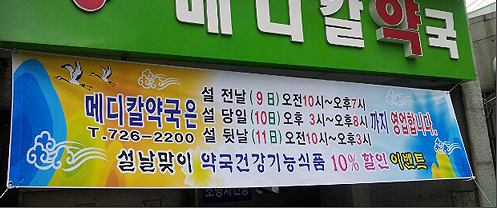 메디칼약국
메디칼약국은
T.726-2200
설 전날(9日)오전10시~오후7시
설 당일(10日)오후 3시~오후8시
설 뒷날(11日)오전10시~오후3시
까지 영업합니다..
설날맞이 약국건강기능식품 10% 할인 이벤트